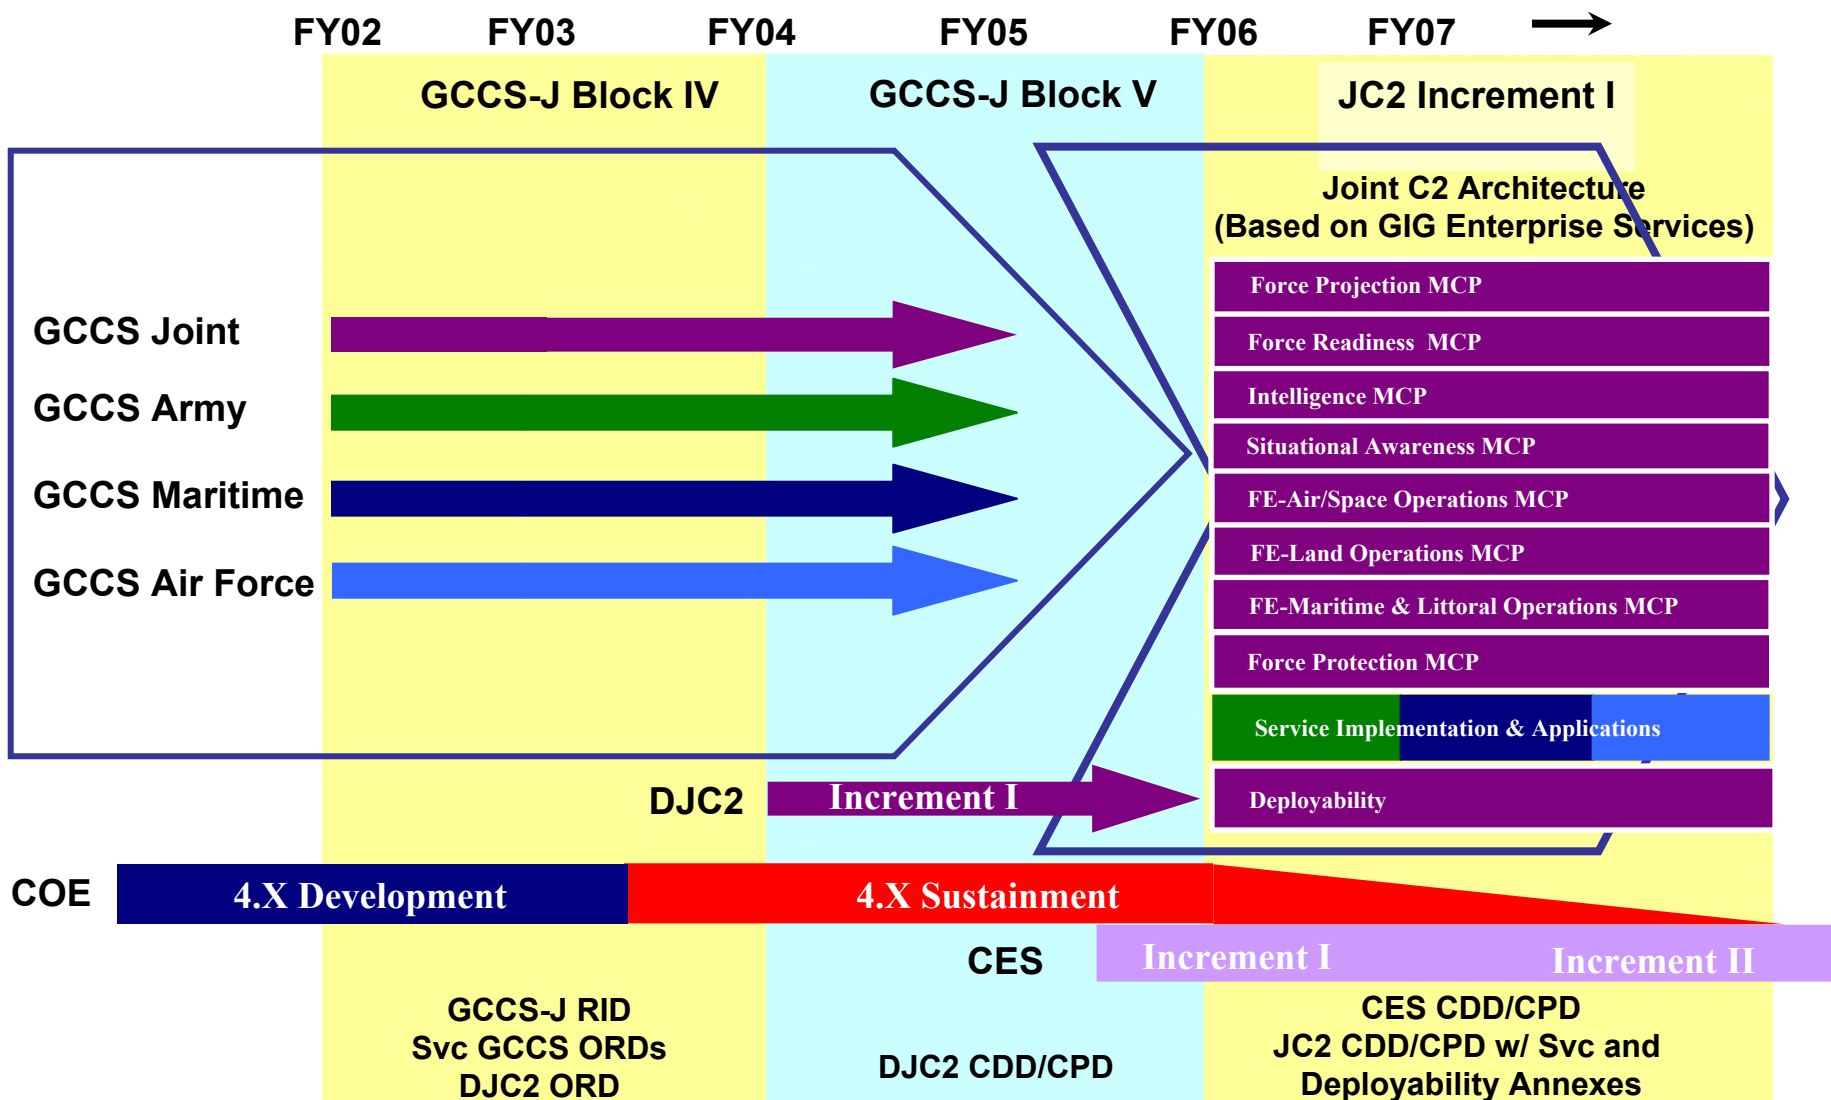 FY02 FY03 FY04 FY05 FY06 FY07
GCCS-J Block IV
GCCS-J Block V
JC2 Increment I
Joint C2 Architecture
(Based on GIG Enterprise Services)
GCCS Joint
GCCS Army
GCCS Maritime
GCCS Air Force
Force Projection MCP
Force Readiness MCP
Intelligence MCP
Situational Awareness MCP
FE-Air/Space Operations MCP
FE-Land Operations MCP
FE-Maritime & Littoral Operations MCP
Force Protection MCP
Service Implementation & Applications
DJC2
Increment I
Deployability
COE
4.X Development
4.X Sustainment
CES
Increment I
Increment II
GCCS-J RID
Svc GCCS ORDs
DJC2 ORD
DJC2 CDD/CPD
CES CDD/CPD
JC2 CDD/CPD w/ Svc and
Deployability Annexes